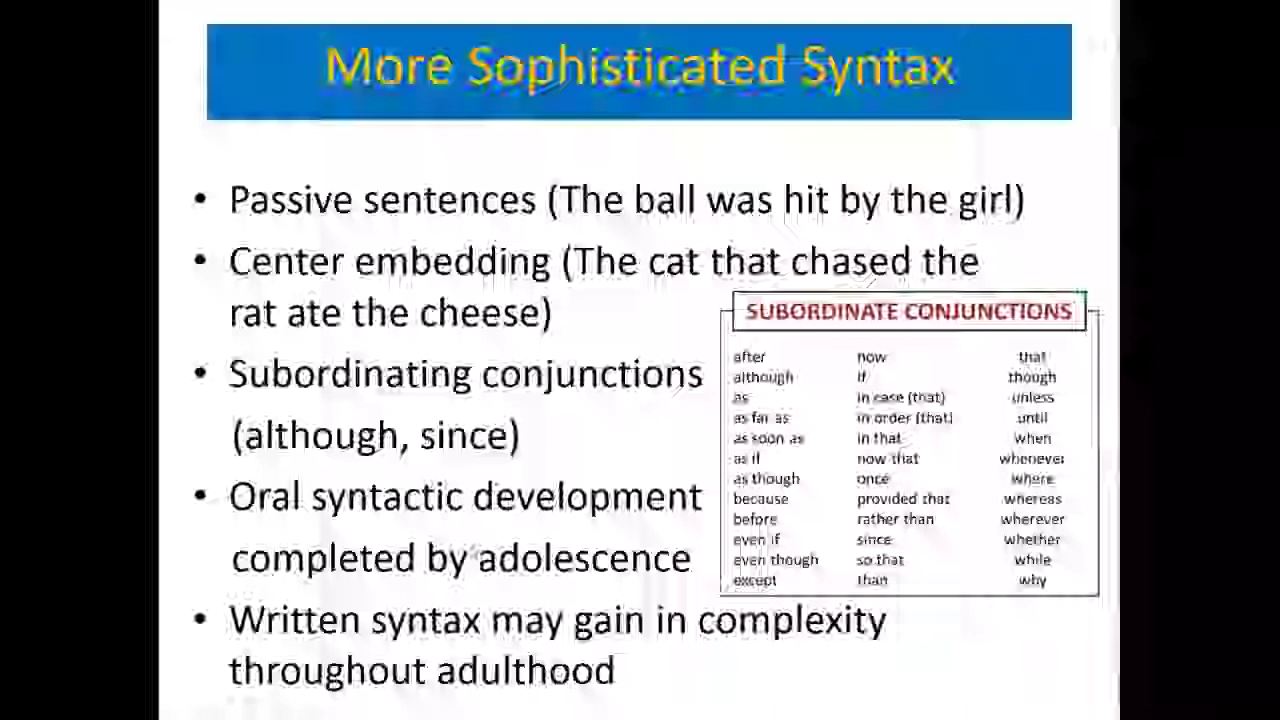 More Sophisticated Syntax
• Passive sentences (The ball was hit by the girl)
• Center embedding (The cat that chased the
rat ate the cheese)
• Subordinating conjunctions
(although, since)
• Oral syntactic development
completed by adolescence
• Written syntax may gain in complexity
throughout adulthood
SUBORDINATE CONJUNCTIONS
after now that
although if though
as in case (that) unless
as far as in order (that) until
as soon as in that when
as if now that whenever
as though once where
because provided that whereas
before rather than wherever
even if since whether
even though so that while
except than why